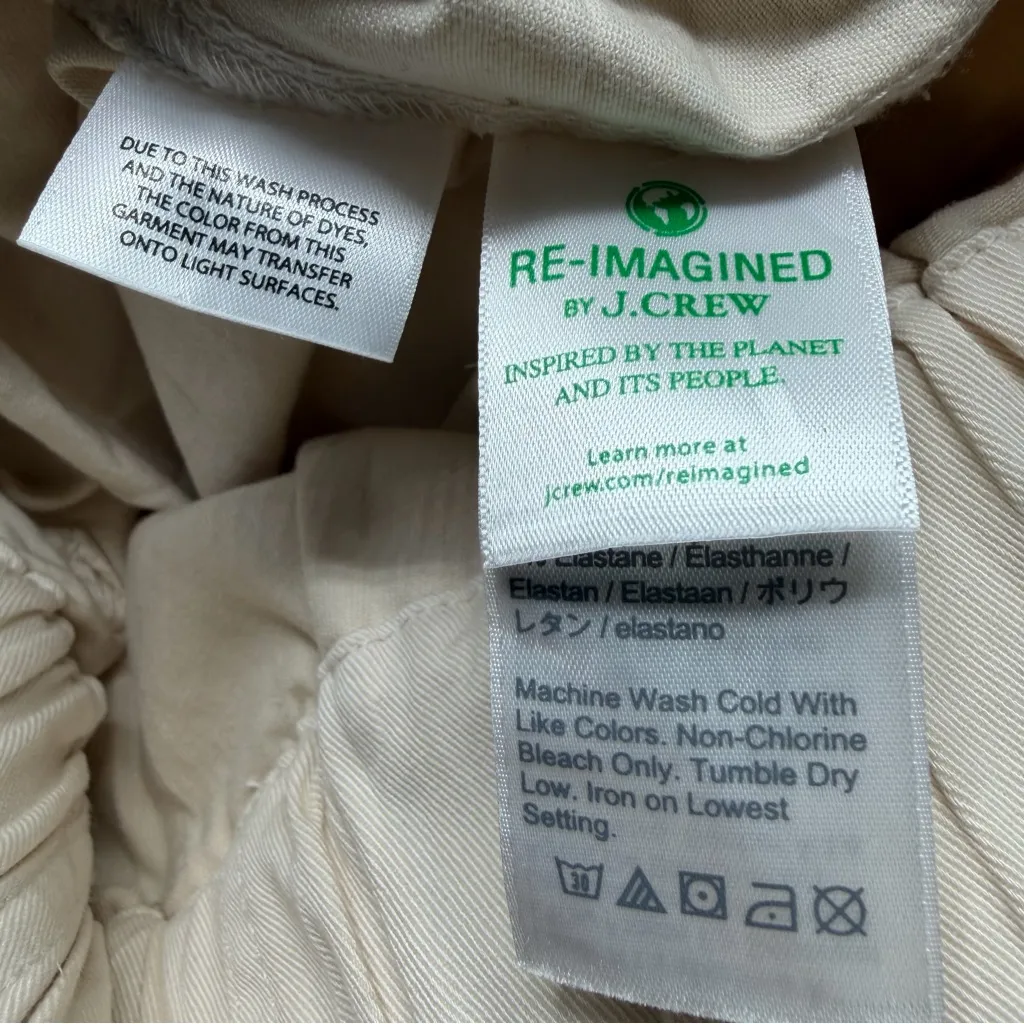 DUE TO THIS WASH PROCESS
AND THE NATURE OF DYES,
THE COLOR FROM THIS
GARMENT MAY TRANSFER
ONTO LIGHT SURFACES.
RE-IMAGINED
BY J.CREW
INSPIRED BY THE PLANET
AND ITS PEOPLE.
Learn more at
jcrew.com/reimagined
Elastane / Élasthanne /
Elastan / Elastaan / ポリウ
レタン / elastano
Machine Wash Cold With
Like Colors. Non-Chlorine
Bleach Only. Tumble Dry
Low. Iron on Lowest
Setting.
30